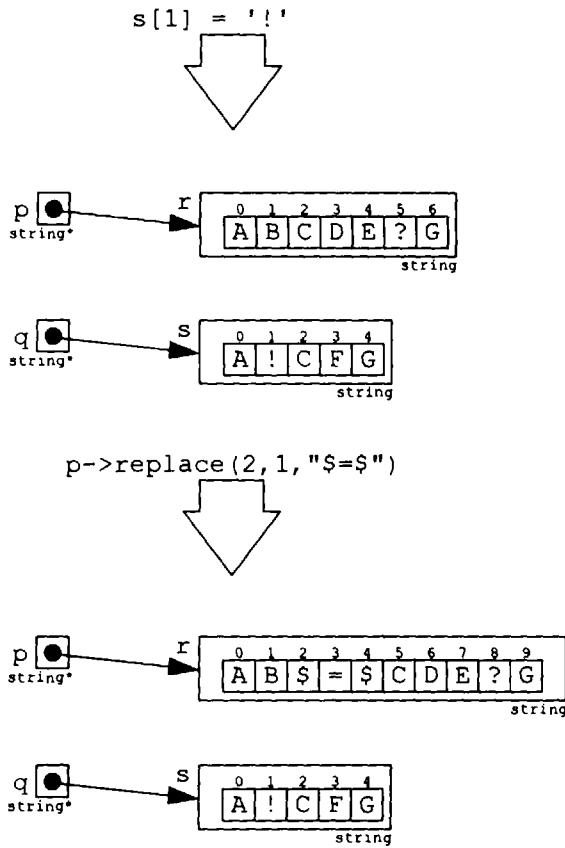 s[1] = '!'
p
string*
r
0 1 2 3 4 5 6
A B C D E ? G
string
q
string*
s
0 1 2 3 4
A ! C F G
string
p->replace(2,1,"$=$")
p
string*
r
0 1 2 3 4 5 6 7 8 9
A B $ = $ C D E ? G
string
q
string*
s
0 1 2 3 4
A ! C F G
string